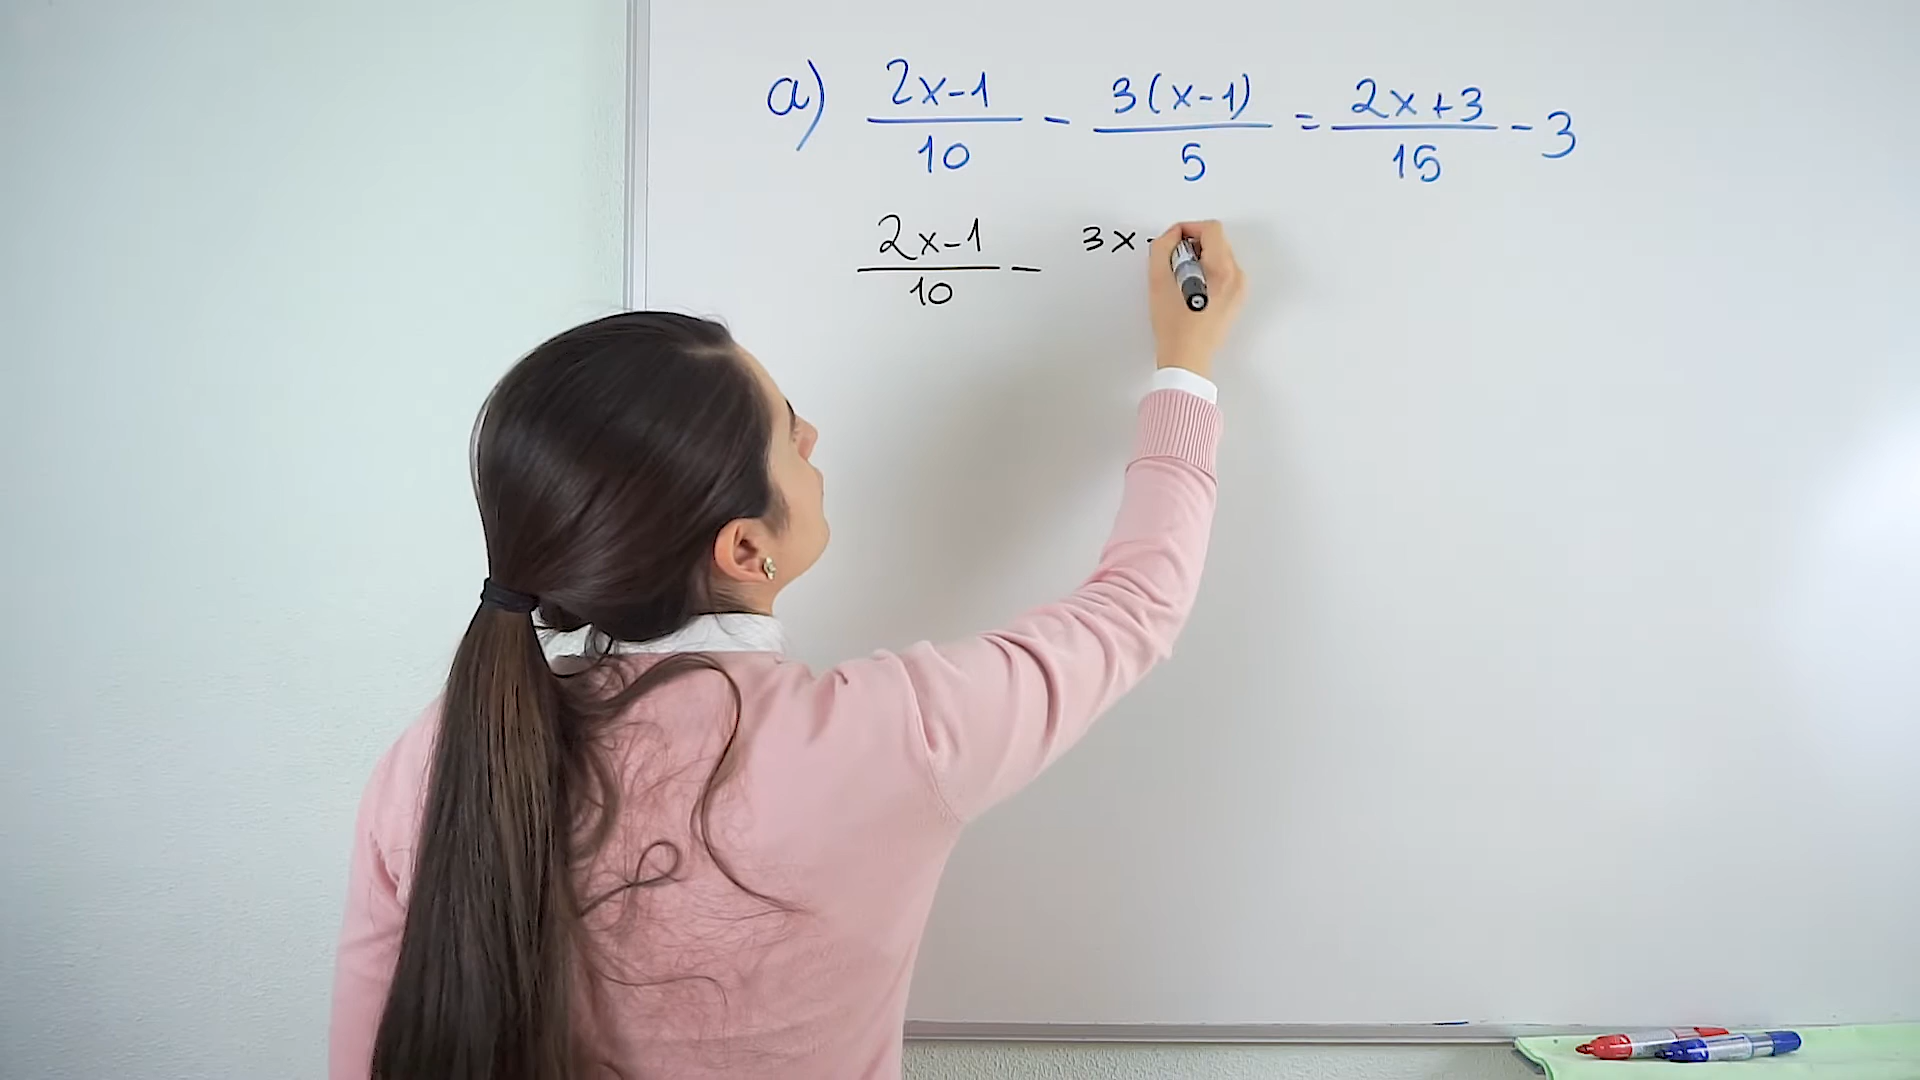 a) (2x-1)/10 - 3(x-1)/5 = (2x+3)/15 - 3
(2x-1)/10 - 3x-